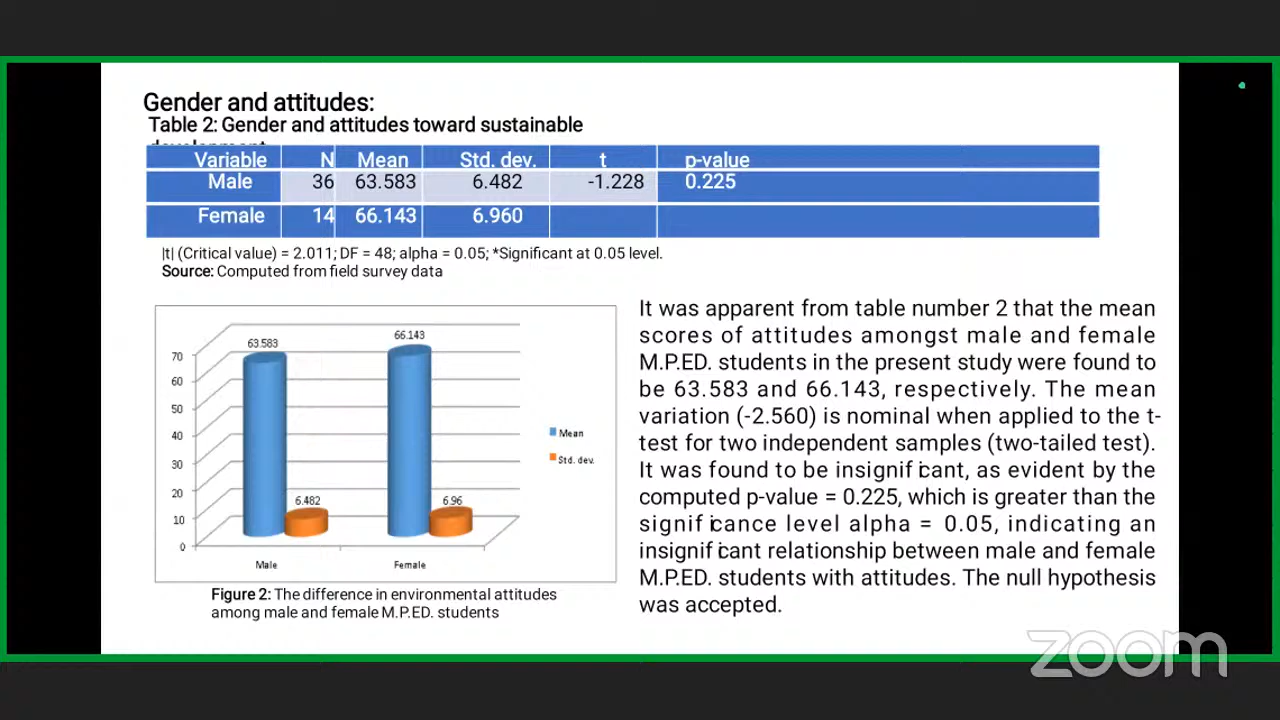 Gender and attitudes:
Table 2: Gender and attitudes toward sustainable
development
Variable N Mean Std. dev. t p-value
Male 36 63.583 6.482 -1.228 0.225
Female 14 66.143 6.960
|t| (Critical value) = 2.011; DF = 48; alpha = 0.05; *Significant at 0.05 level.
Source: Computed from field survey data
63.583
66.143
70
60
50
40
30
20
10
0
6.482
6.96
Male
Female
Mean
Std. dev.
Figure 2: The difference in environmental attitudes
among male and female M.P.ED. students
It was apparent from table number 2 that the mean
scores of attitudes amongst male and female
M.P.ED. students in the present study were found to
be 63.583 and 66.143, respectively. The mean
variation (-2.560) is nominal when applied to the t-
test for two independent samples (two-tailed test).
It was found to be insignificant, as evident by the
computed p-value = 0.225, which is greater than the
significance level alpha = 0.05, indicating an
insignificant relationship between male and female
M.P.ED. students with attitudes. The null hypothesis
was accepted.
zoom